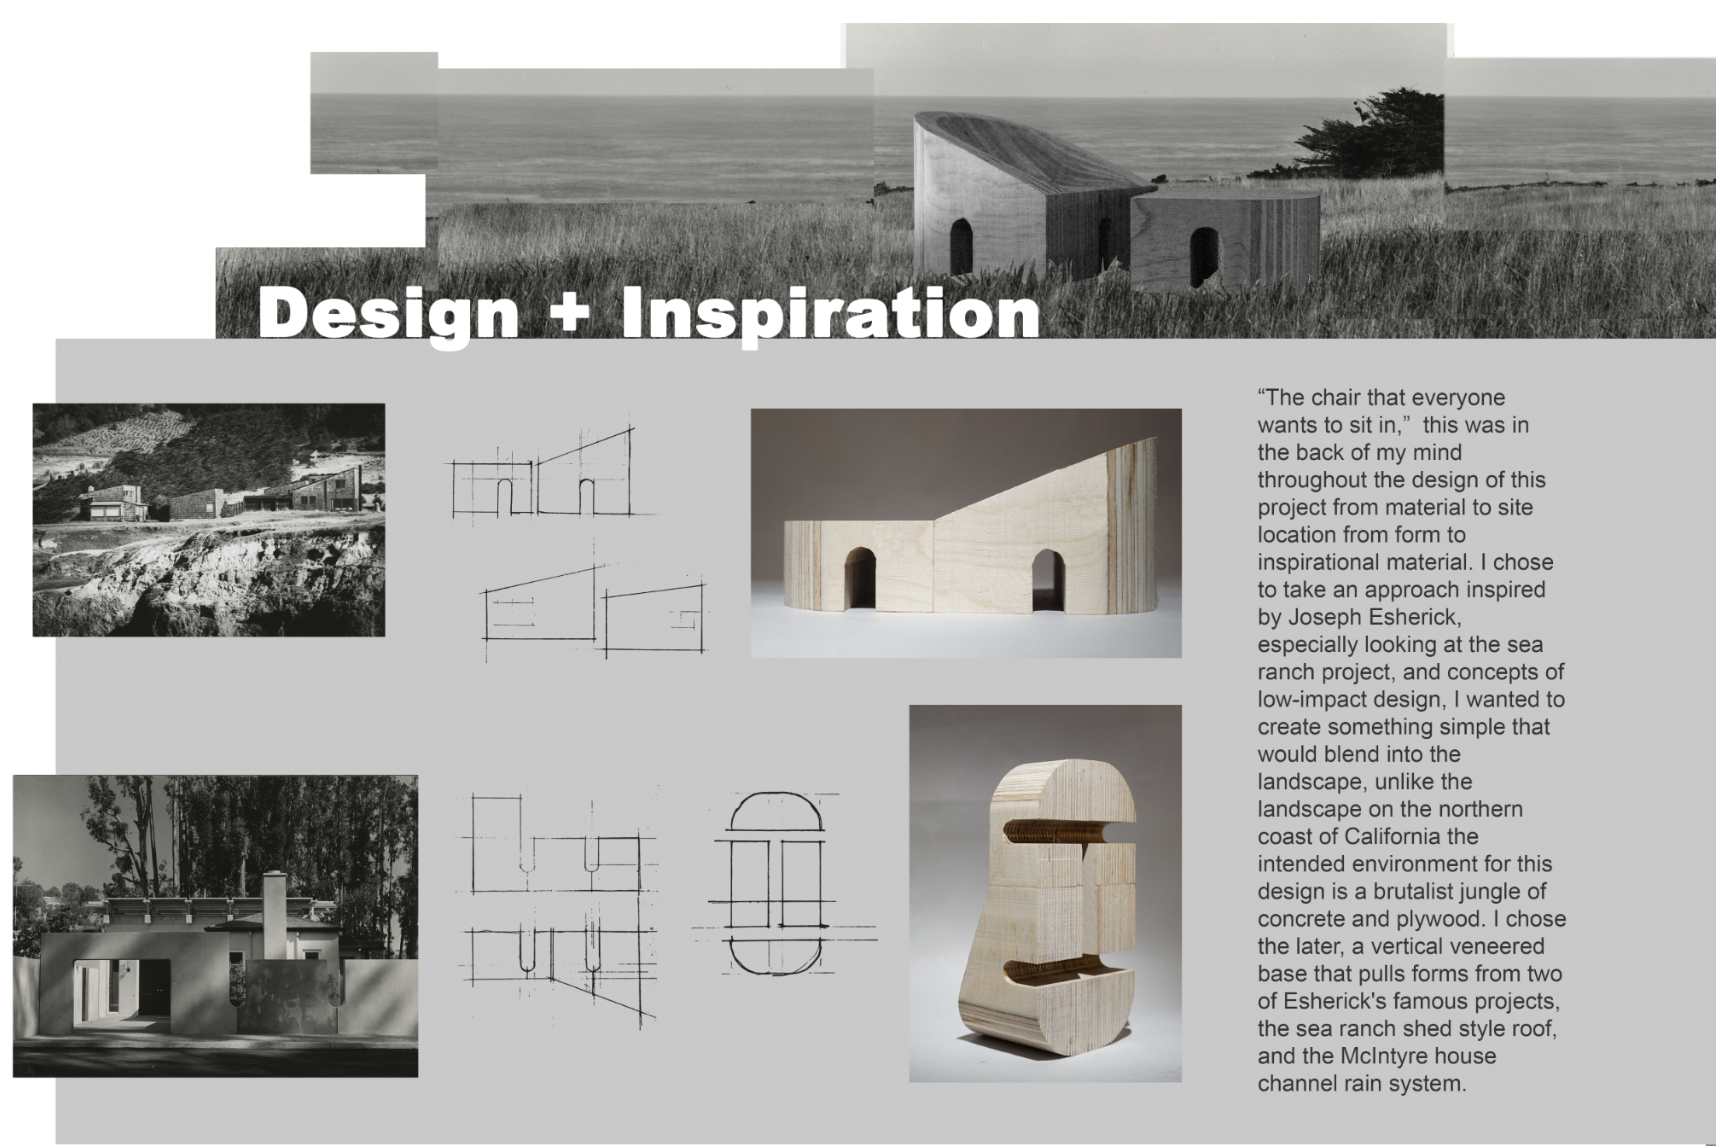 Design + Inspiration
“The chair that everyone
wants to sit in,”  this was in
the back of my mind
throughout the design of this
project from material to site
location from form to
inspirational material. I chose
to take an approach inspired
by Joseph Esherick,
especially looking at the sea
ranch project, and concepts of
low-impact design, I wanted to
create something simple that
would blend into the
landscape, unlike the
landscape on the northern
coast of California the
intended environment for this
design is a brutalist jungle of
concrete and plywood. I chose
the later, a vertical veneered
base that pulls forms from two
of Esherick's famous projects,
the sea ranch shed style roof,
and the McIntyre house
channel rain system.